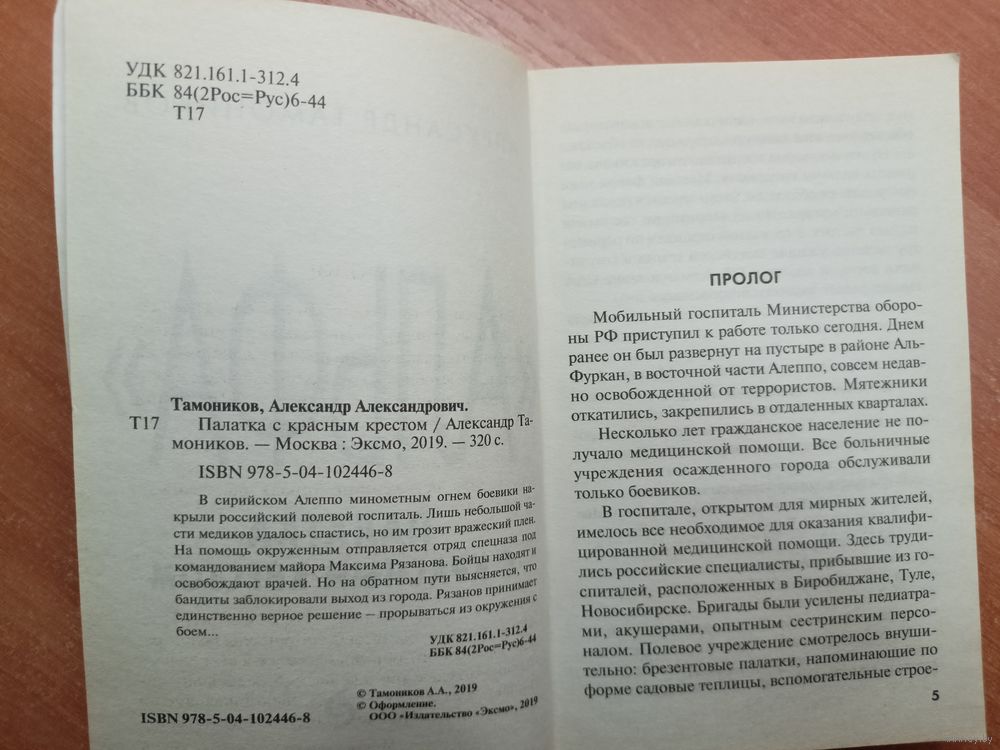 УДК 821.161.1-312.4
ББК 84(2Рос=Рус)6-44
Т17
Тамоников, Александр Александрович.
Т17 Палатка с красным крестом / Александр Та-
моников. — Москва : Эксмо, 2019. — 320 с.
ISBN 978-5-04-102446-8
В сирийском Алеппо минометным огнем боевики на-
крыли российский полевой госпиталь. Лишь небольшой ча-
сти медиков удалось спастись, но им грозит вражеский плен.
На помощь окруженным отправляется отряд спецназа под
командованием майора Максима Рязанова. Бойцы находят и
освобождают врачей. Но на обратном пути выясняется, что
бандиты заблокировали выход из города. Рязанов принимает
единственно верное решение — прорываться из окружения с
боем...
УДК 821.161.1-312.4
ББК 84(2Рос=Рус)6-44
© Тамоников А.А., 2019
© Оформление.
ООО «Издательство «Эксмо», 2019
ISBN 978-5-04-102446-8
ПРОЛОГ
Мобильный госпиталь Министерства оборо-
ны РФ приступил к работе только сегодня. Днем
ранее он был развернут на пустыре в районе Аль-
Фуркан, в восточной части Алеппо, совсем недав-
но освобожденной от террористов. Мятежники
откатились, закрепились в отдаленных кварталах.
Несколько лет гражданское население не по-
лучало медицинской помощи. Все больничные
учреждения осажденного города обслуживали
только боевиков.
В госпитале, открытом для мирных жителей,
имелось все необходимое для оказания квалифи-
цированной медицинской помощи. Здесь труди-
лись российские специалисты, прибывшие из го-
спиталей, расположенных в Биробиджане, Туле,
Новосибирске. Бригады были усилены педиатра-
ми, акушерами, опытным сестринским персо-
налом. Полевое учреждение смотрелось внуши-
тельно: брезентовые палатки, напоминающие по
форме садовые теплицы, вспомогательные строе-
5